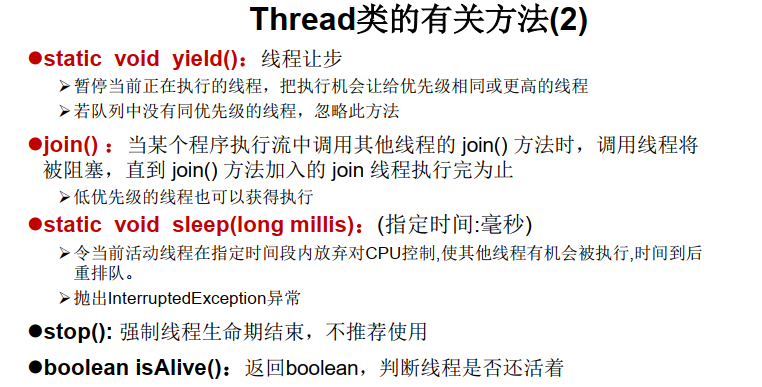 Thread类的有关方法(2)
●static void yield()：线程让步
➢暂停当前正在执行的线程，把执行机会让给优先级相同或更高的线程
➢若队列中没有同优先级的线程，忽略此方法
●join() ：当某个程序执行流中调用其他线程的 join() 方法时，调用线程将
被阻塞，直到 join() 方法加入的 join 线程执行完为止
➢低优先级的线程也可以获得执行
●static void sleep(long millis)：(指定时间:毫秒)
➢令当前活动线程在指定时间段内放弃对CPU控制,使其他线程有机会被执行,时间到后
重排队。
➢抛出InterruptedException异常
●stop(): 强制线程生命期结束，不推荐使用
●boolean isAlive()：返回boolean，判断线程是否还活着